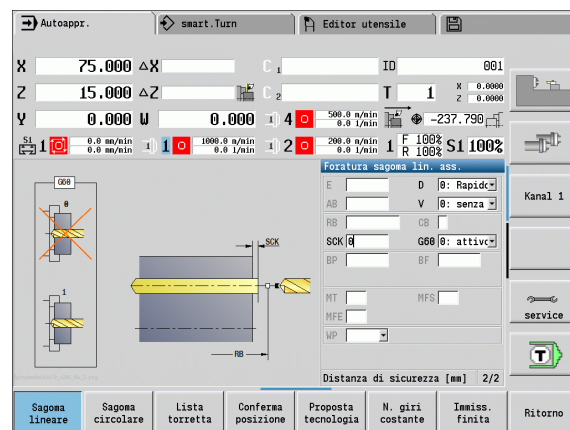 Autoappr.
smart.Turn
Editor utensile
X 75.000 ΔX C 1 ID 001
Z 15.000 ΔZ C 2 T 1 X 0.0000 Z 0.0000
Y 0.000 W 0.000 4 500.0 m/min 0.0 1/min -237.790
S1 1 0.0 mm/min 0.0 mm/min 1 1000.0 m/min 0.0 1/min 2 200.0 m/min 0.0 1/min 1 F 100% R 100% S1 100%
Foratura sagoma lin. ass.
E D 0: Rapido
AB V 0: senza
RB CB
SCK 0 G60 0: attivo
BP BF
MT MFS
MFE
WP
Distanza di sicurezza [mm] 2/2
G60
0
1
SCK
RB
Kanal 1
service
T
Sagoma lineare
Sagoma circolare
Lista torretta
Conferma posizione
Proposta tecnologia
N. giri costante
Immiss. finita
Ritorno